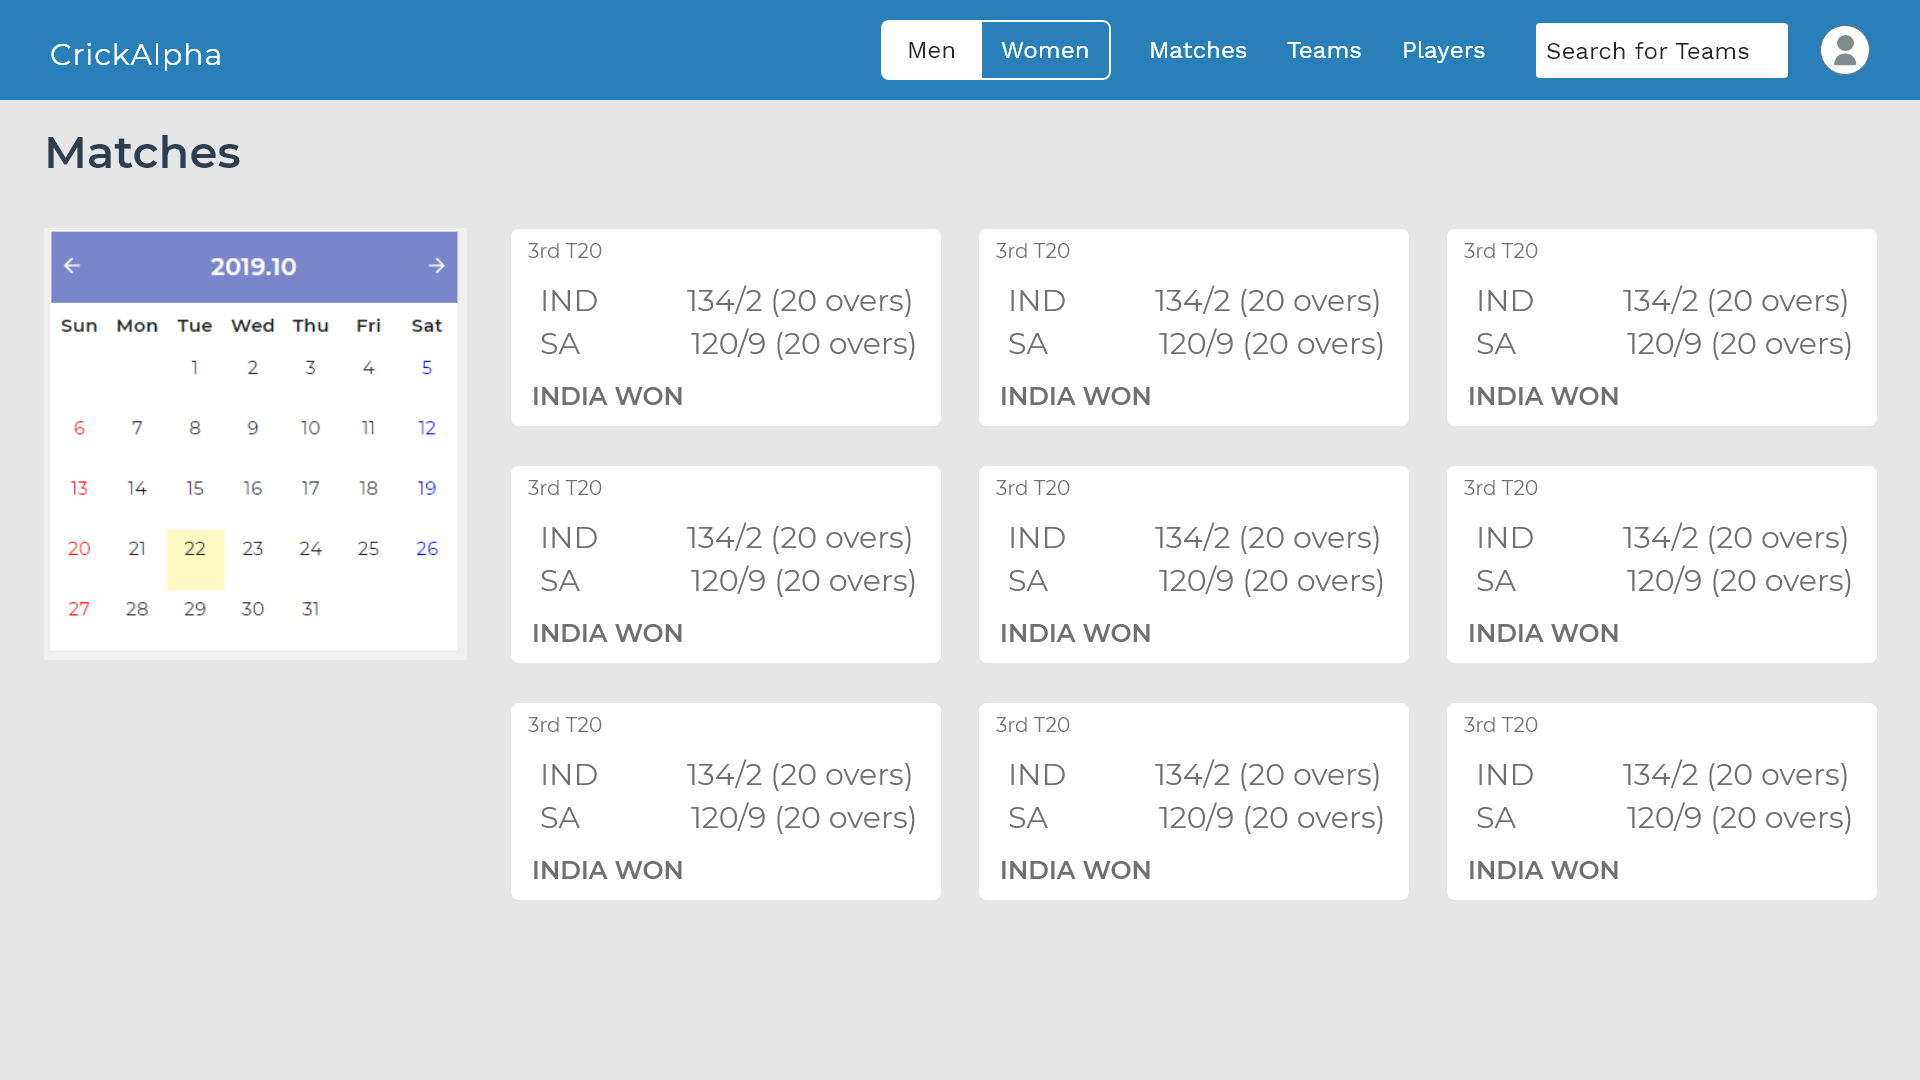 CrickAlpha
Men Women Matches Teams Players Search for Teams
Matches
2019.10
Sun Mon Tue Wed Thu Fri Sat
1 2 3 4 5
6 7 8 9 10 11 12
13 14 15 16 17 18 19
20 21 22 23 24 25 26
27 28 29 30 31
3rd T20
IND 134/2 (20 overs)
SA 120/9 (20 overs)
INDIA WON
3rd T20
IND 134/2 (20 overs)
SA 120/9 (20 overs)
INDIA WON
3rd T20
IND 134/2 (20 overs)
SA 120/9 (20 overs)
INDIA WON
3rd T20
IND 134/2 (20 overs)
SA 120/9 (20 overs)
INDIA WON
3rd T20
IND 134/2 (20 overs)
SA 120/9 (20 overs)
INDIA WON
3rd T20
IND 134/2 (20 overs)
SA 120/9 (20 overs)
INDIA WON
3rd T20
IND 134/2 (20 overs)
SA 120/9 (20 overs)
INDIA WON
3rd T20
IND 134/2 (20 overs)
SA 120/9 (20 overs)
INDIA WON
3rd T20
IND 134/2 (20 overs)
SA 120/9 (20 overs)
INDIA WON